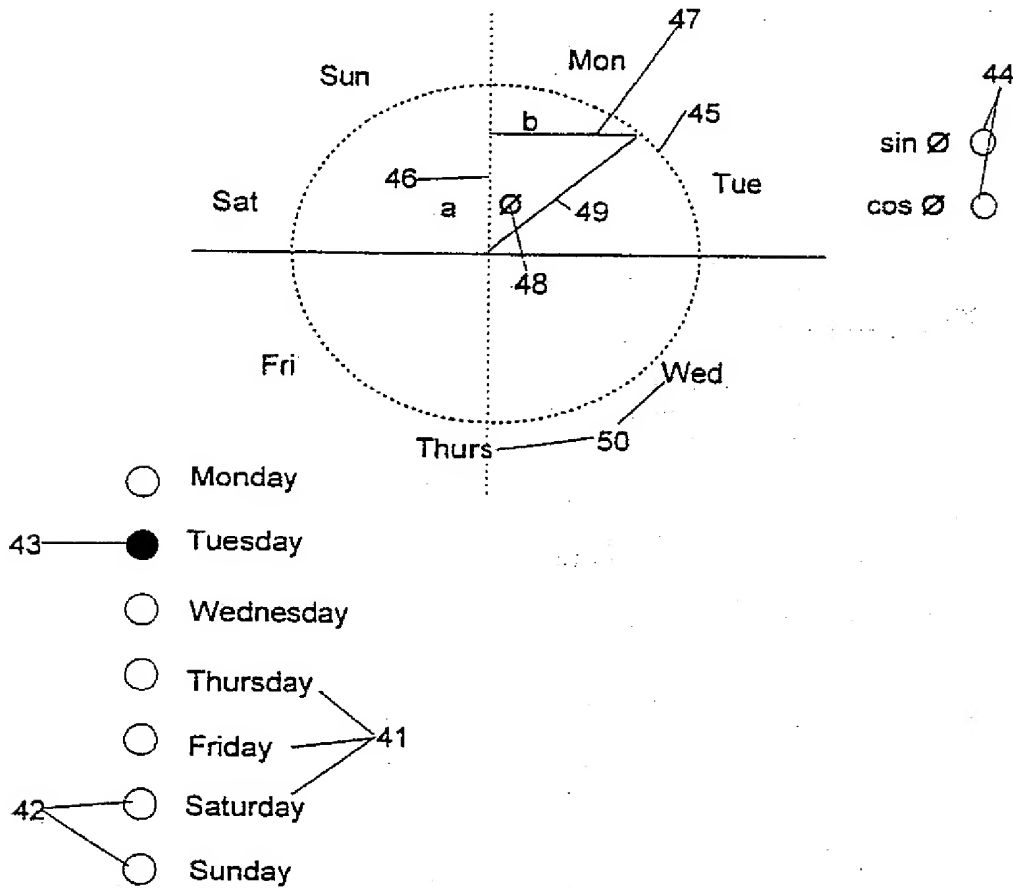 47
Sun
Mon
44
b
45
sin Ø
46
Tue
Sat
a
Ø
49
cos Ø
48
Fri
Wed
Thurs
50
Monday
43
Tuesday
Wednesday
Thursday
41
Friday
42
Saturday
Sunday